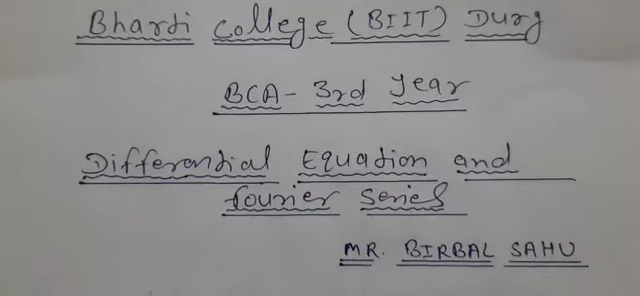 Bharti College (BIIT) Durg
BCA- 3rd Year
Differential Equation and
fourier Series
MR. BIRBAL SAHU